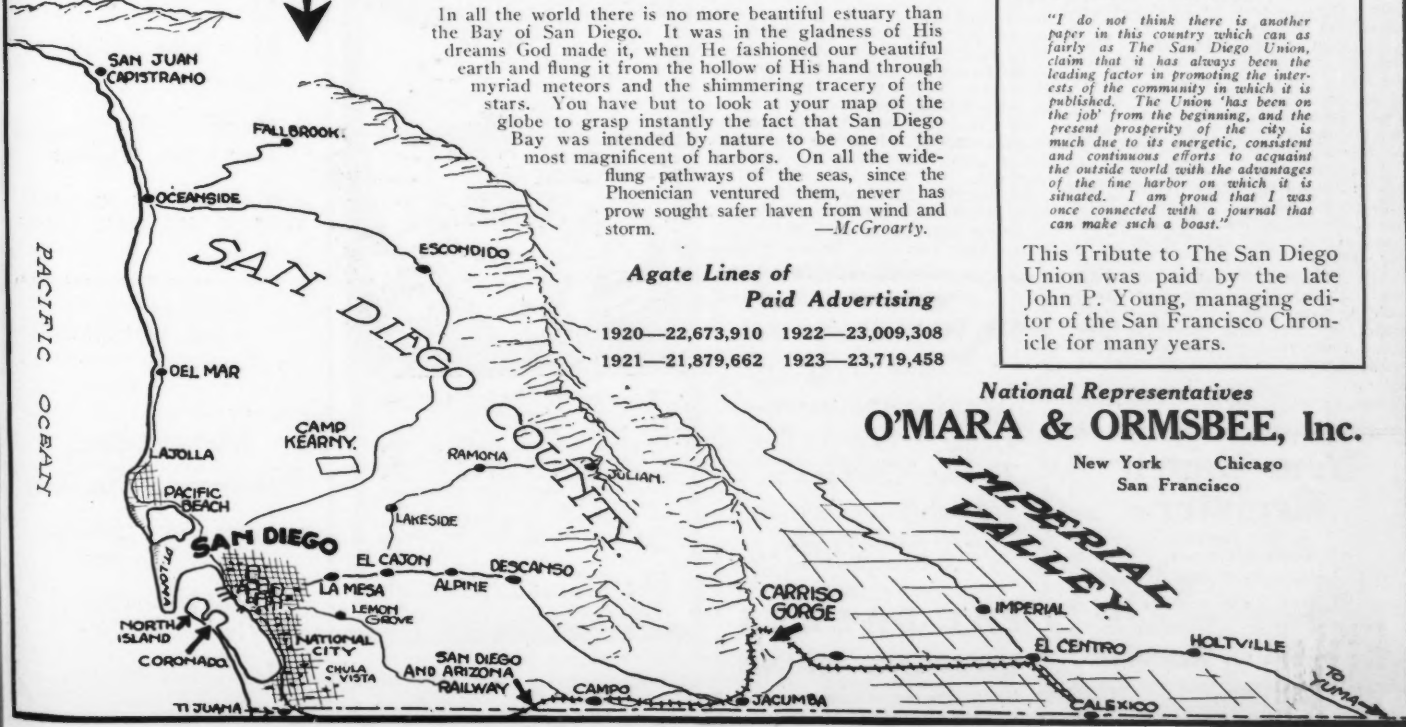 In all the world there is no more beautiful estuary than
the Bay of San Diego. It was in the gladness of His
dreams God made it, when He fashioned our beautiful
earth and flung it from the hollow of His hand through
myriad meteors and the shimmering tracery of the
stars. You have but to look at your map of the
globe to grasp instantly the fact that San Diego
Bay was intended by nature to be one of the
most magnificent of harbors. On all the wide-
flung pathways of the seas, since the
Phoenician ventured them, never has
prow sought safer haven from wind and
storm. —McGroarty.
Agate Lines of
Paid Advertising
1920—22,673,910 1922—23,009,308
1921—21,879,662 1923—23,719,458
"I do not think there is another
paper in this country which can as
fairly as The San Diego Union,
claim that it has always been the
leading factor in promoting the inter-
ests of the community in which it is
published. The Union 'has been on
the job' from the beginning, and the
present prosperity of the city is
much due to its energetic, consistent
and continuous efforts to acquaint
the outside world with the advantages
of the fine harbor on which it is
situated. I am proud that I was
once connected with a journal that
can make such a boast."
This Tribute to The San Diego
Union was paid by the late
John P. Young, managing edi-
tor of the San Francisco Chron-
icle for many years.
National Representatives
O'MARA & ORMSBEE, Inc.
New York Chicago
San Francisco
SAN JUAN
CAPISTRANO
FALLBROOK.
OCEANSIDE
ESCONDIDO
SAN DIEGO COUNTY
PACIFIC OCEAN
DEL MAR
CAMP
KEARNY.
LAJOLLA
PACIFIC
BEACH
RAMONA
JULIAN.
LAKESIDE
SAN DIEGO
PT. LOMA
EL CAJON
LA MESA
ALPINE
DESCANSO
LEMON
GROVE
NORTH
ISLAND
CORONADO.
NATIONAL
CITY
CHULA
VISTA
TI JUANA
SAN DIEGO
AND ARIZONA
RAILWAY
CAMPO
JACUMBA
CARRISO
GORGE
IMPERIAL
VALLEY
IMPERIAL
EL CENTRO
HOLTVILLE
CALEXICO
TO
YUMA